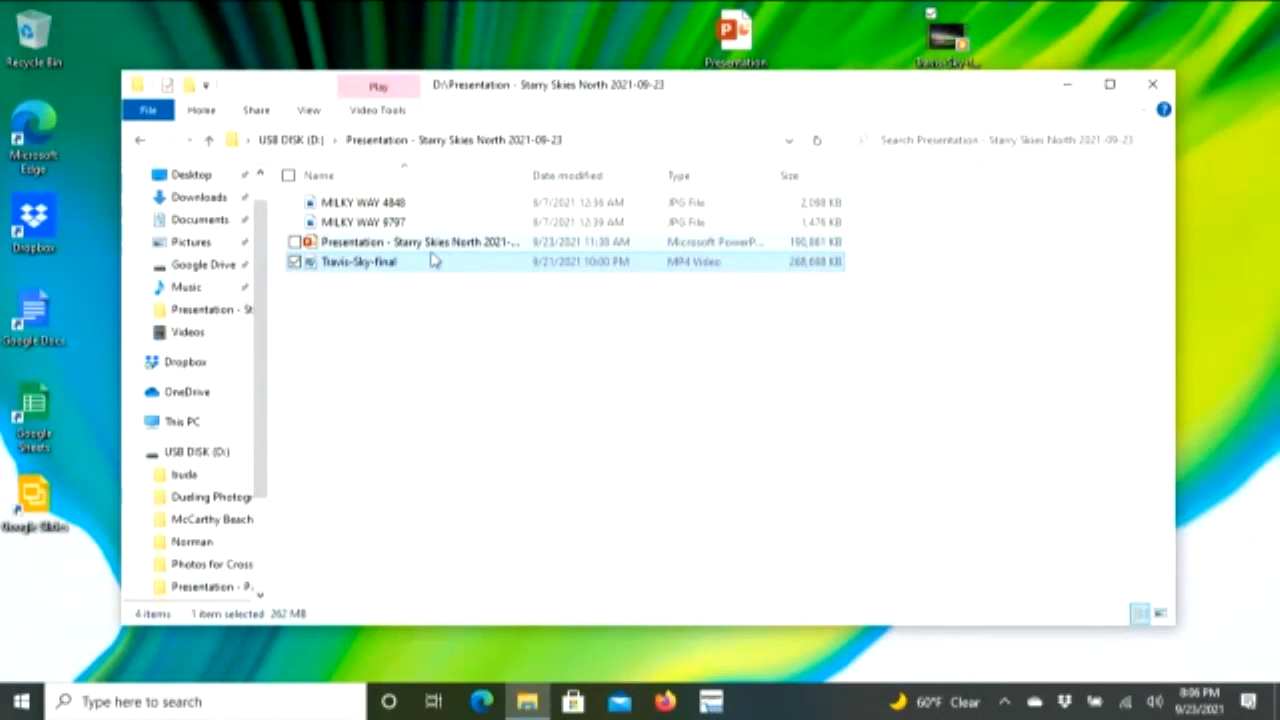 Recycle Bin
Presentation
Travis-Sky-f...
Play
D:\Presentation - Starry Skies North 2021-09-23
File
Home
Share
View
Video Tools
USB DISK (D:)
Presentation - Starry Skies North 2021-09-23
Search Presentation - Starry Skies North 2021-09-23
Microsoft
Edge
Dropbox
Google Docs
Google
Sheets
Google Slides
Desktop
Downloads
Documents
Pictures
Google Drive
Music
Presentation - St
Videos
Dropbox
OneDrive
This PC
USB DISK (D:)
Dueling Photogr
McCarthy Beach
Norman
Photos for Cross
Presentation - P
Name Date modified Type Size
MILKY WAY 4848 9/7/2021 12:36 AM JPG File 2,098 KB
MILKY WAY 9797 9/7/2021 12:39 AM JPG File 1,476 KB
Presentation - Starry Skies North 2021-... 9/23/2021 11:38 AM Microsoft PowerP... 190,861 KB
Travis-Sky-final 9/21/2021 10:00 PM MP4 Video 268,698 KB
4 items 1 item selected 262 MB
Type here to search
60°F Clear
8:06 PM
9/23/2021